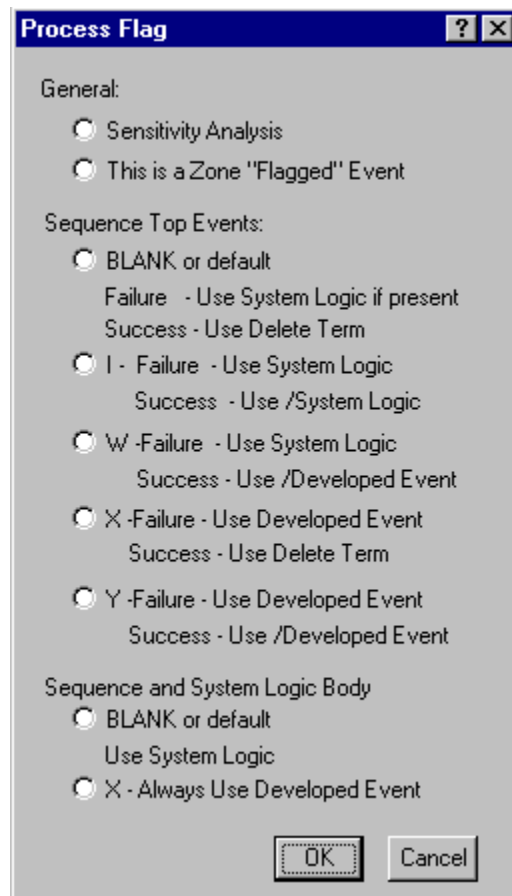 Process Flag
? X
General:
Sensitivity Analysis
This is a Zone "Flagged" Event
Sequence Top Events:
BLANK or default
Failure - Use System Logic if present
Success - Use Delete Term
I - Failure - Use System Logic
Success - Use /System Logic
W -Failure - Use System Logic
Success - Use /Developed Event
X -Failure - Use Developed Event
Success - Use Delete Term
Y -Failure - Use Developed Event
Success - Use /Developed Event
Sequence and System Logic Body
BLANK or default
Use System Logic
X - Always Use Developed Event
OK
Cancel